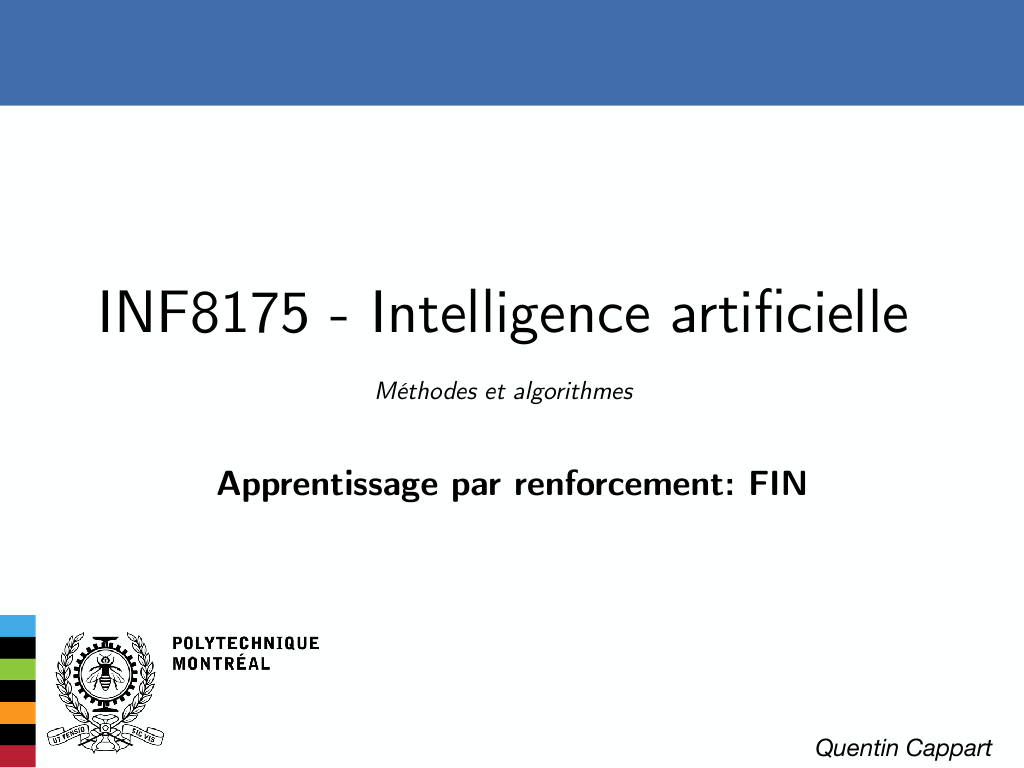 INF8175 - Intelligence artificielle
Méthodes et algorithmes
Apprentissage par renforcement: FIN
POLYTECHNIQUE
MONTRÉAL
UT TENSIO SIC VIS
Quentin Cappart